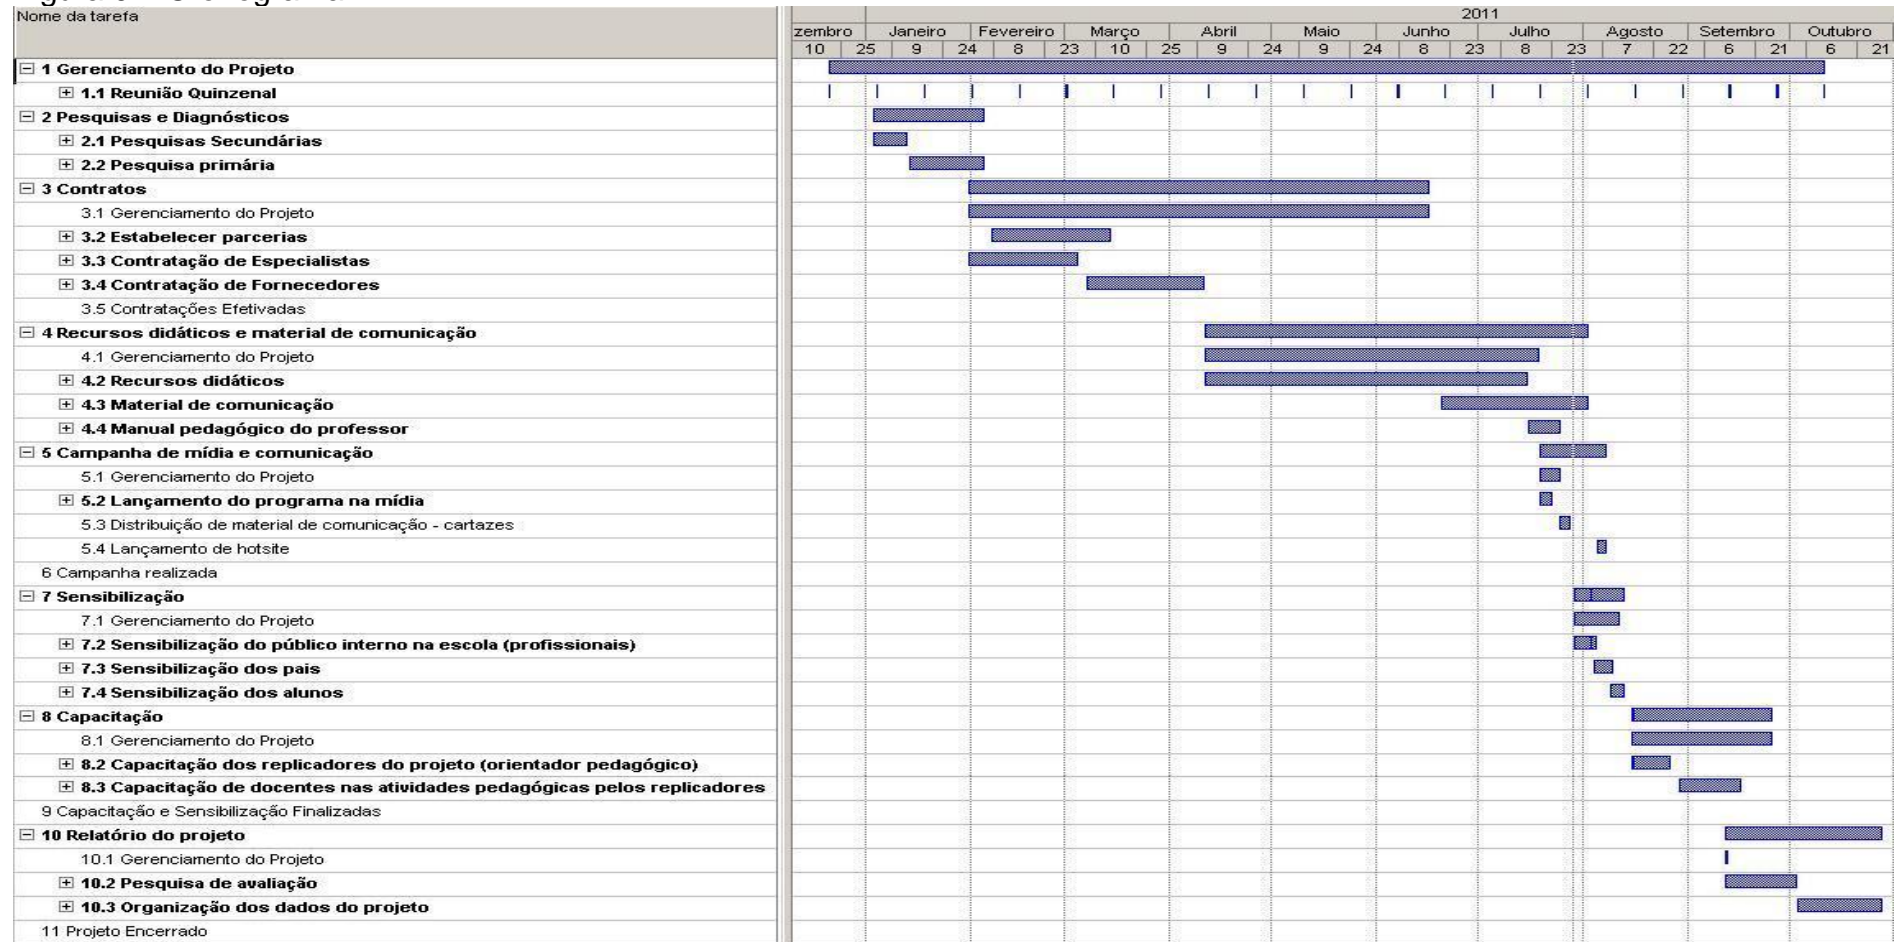 Nome da tarefa
2011
zembro Janeiro Fevereiro Março Abril Maio Junho Julho Agosto Setembro Outubro
10 25 9 24 8 23 10 25 9 24 9 24 8 23 8 23 7 22 6 21 6 21
1 Gerenciamento do Projeto
1.1 Reunião Quinzenal
2 Pesquisas e Diagnósticos
2.1 Pesquisas Secundárias
2.2 Pesquisa primária
3 Contratos
3.1 Gerenciamento do Projeto
3.2 Estabelecer parcerias
3.3 Contratação de Especialistas
3.4 Contratação de Fornecedores
3.5 Contratações Efetivadas
4 Recursos didáticos e material de comunicação
4.1 Gerenciamento do Projeto
4.2 Recursos didáticos
4.3 Material de comunicação
4.4 Manual pedagógico do professor
5 Campanha de mídia e comunicação
5.1 Gerenciamento do Projeto
5.2 Lançamento do programa na mídia
5.3 Distribuição de material de comunicação - cartazes
5.4 Lançamento de hotsite
6 Campanha realizada
7 Sensibilização
7.1 Gerenciamento do Projeto
7.2 Sensibilização do público interno na escola (profissionais)
7.3 Sensibilização dos pais
7.4 Sensibilização dos alunos
8 Capacitação
8.1 Gerenciamento do Projeto
8.2 Capacitação dos replicadores do projeto (orientador pedagógico)
8.3 Capacitação de docentes nas atividades pedagógicas pelos replicadores
9 Capacitação e Sensibilização Finalizadas
10 Relatório do projeto
10.1 Gerenciamento do Projeto
10.2 Pesquisa de avaliação
10.3 Organização dos dados do projeto
11 Projeto Encerrado